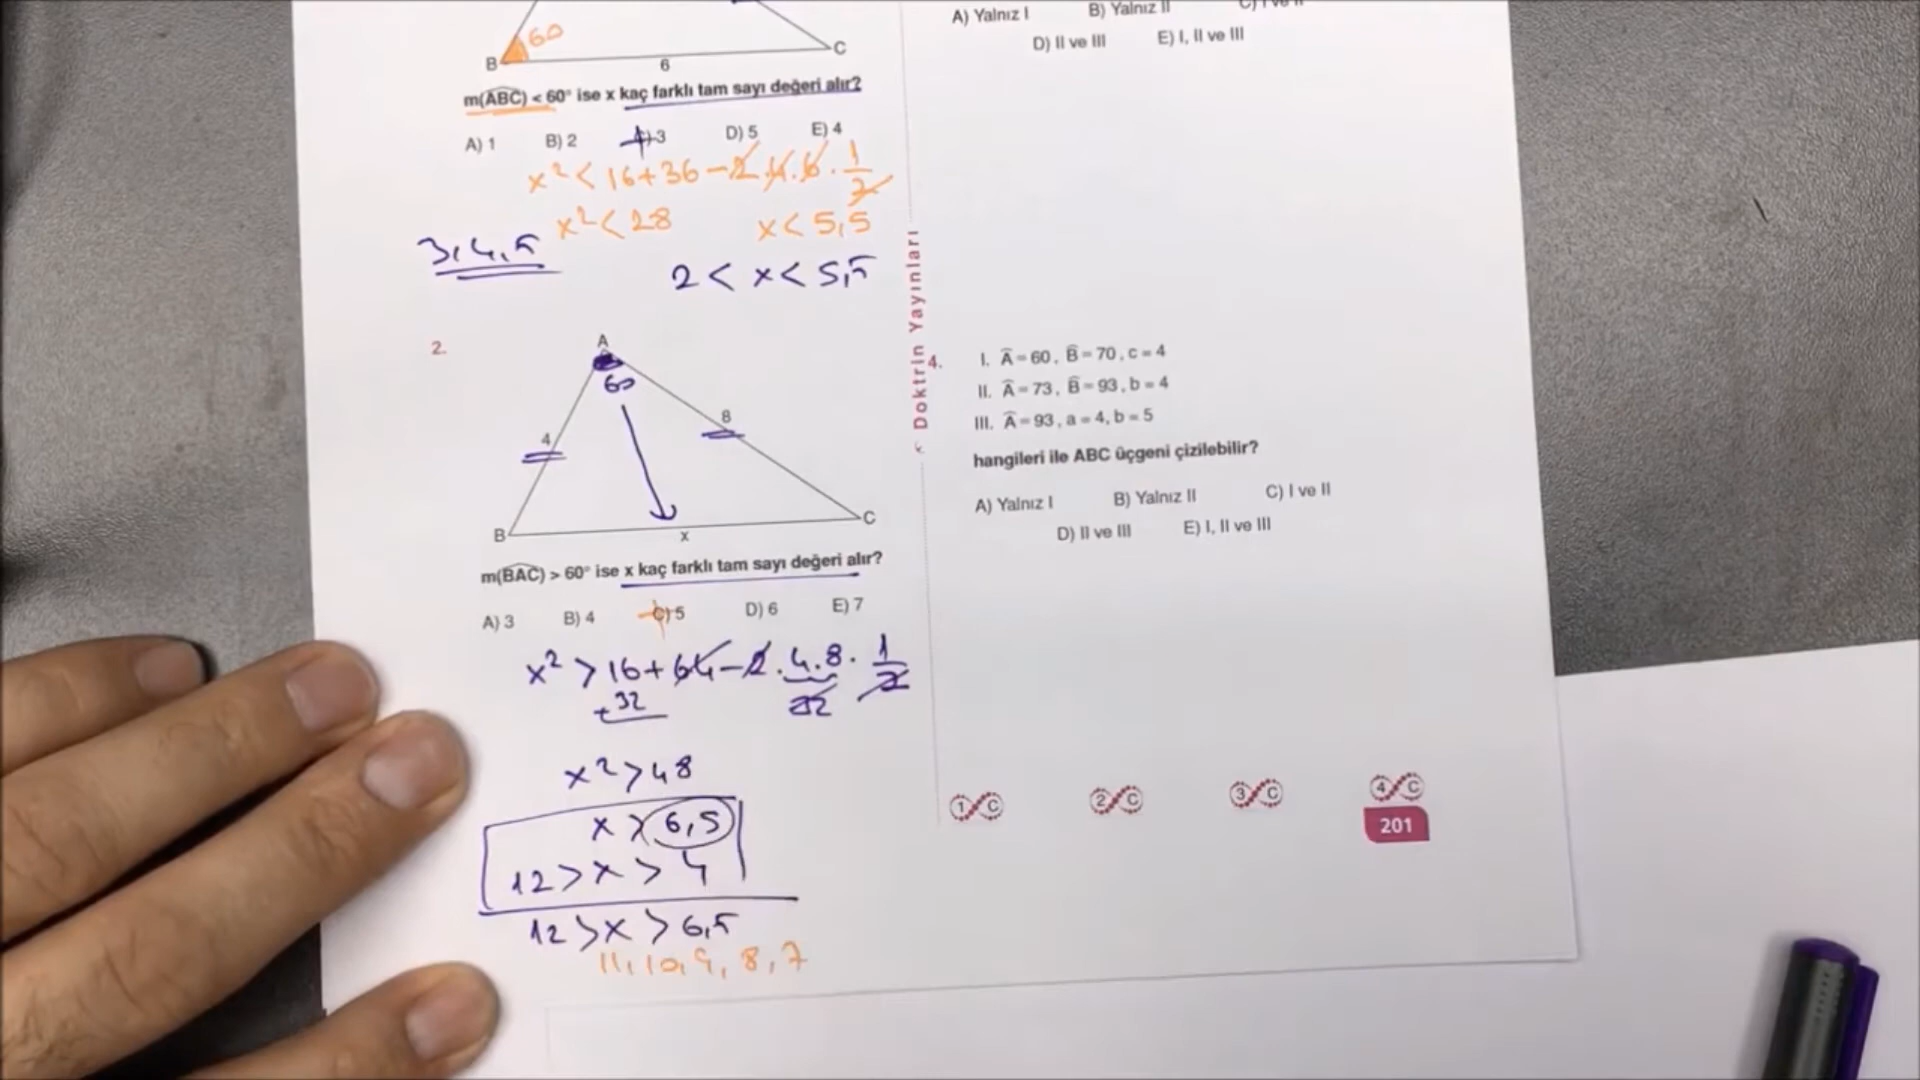 60
B
C
6
m(ABC) < 60° ise x kaç farklı tam sayı değeri alır?
A) 1 B) 2 C) 3 D) 5 E) 4
x² < 16+36-2.4.6.1/2
x² < 28 x < 5,5
3,4,5 2 < x < 5,5
2.
A
60
4
8
B
C
x
m(BAC) > 60° ise x kaç farklı tam sayı değeri alır?
A) 3 B) 4 C) 5 D) 6 E) 7
x² > 16+64-2.4.8.1/2
+32 32
x² > 48
x > 6,5
12 > x > 4
12 > x > 6,5
11,10,9,8,7
Doktrin Yayınları
A) Yalnız I B) Yalnız II C) I ve II
D) II ve III E) I, II ve III
4. I. A = 60, B = 70, c = 4
II. A = 73, B = 93, b = 4
III. A = 93, a = 4, b = 5
hangileri ile ABC üçgeni çizilebilir?
A) Yalnız I B) Yalnız II C) I ve II
D) II ve III E) I, II ve III
1 C 2 C 3 C 4 C
201